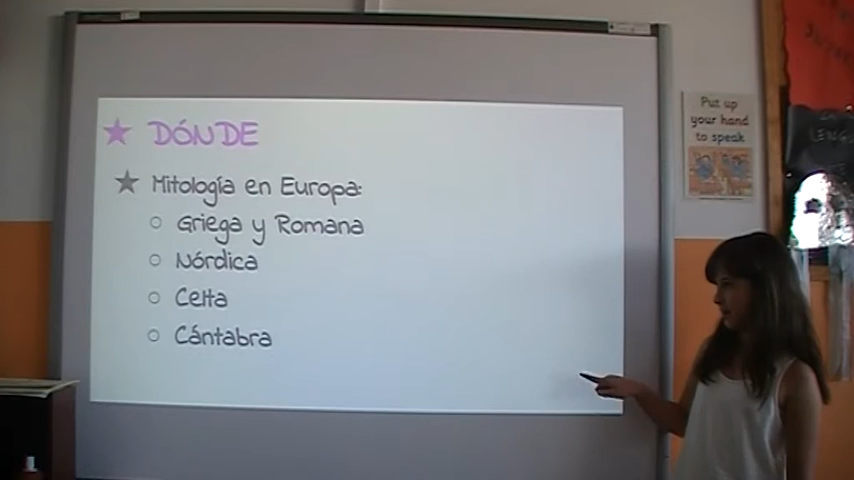 DÓNDE
Mitología en Europa:
Griega y Romana
Nórdica
Celta
Cántabra
Put up
your hand
to speak